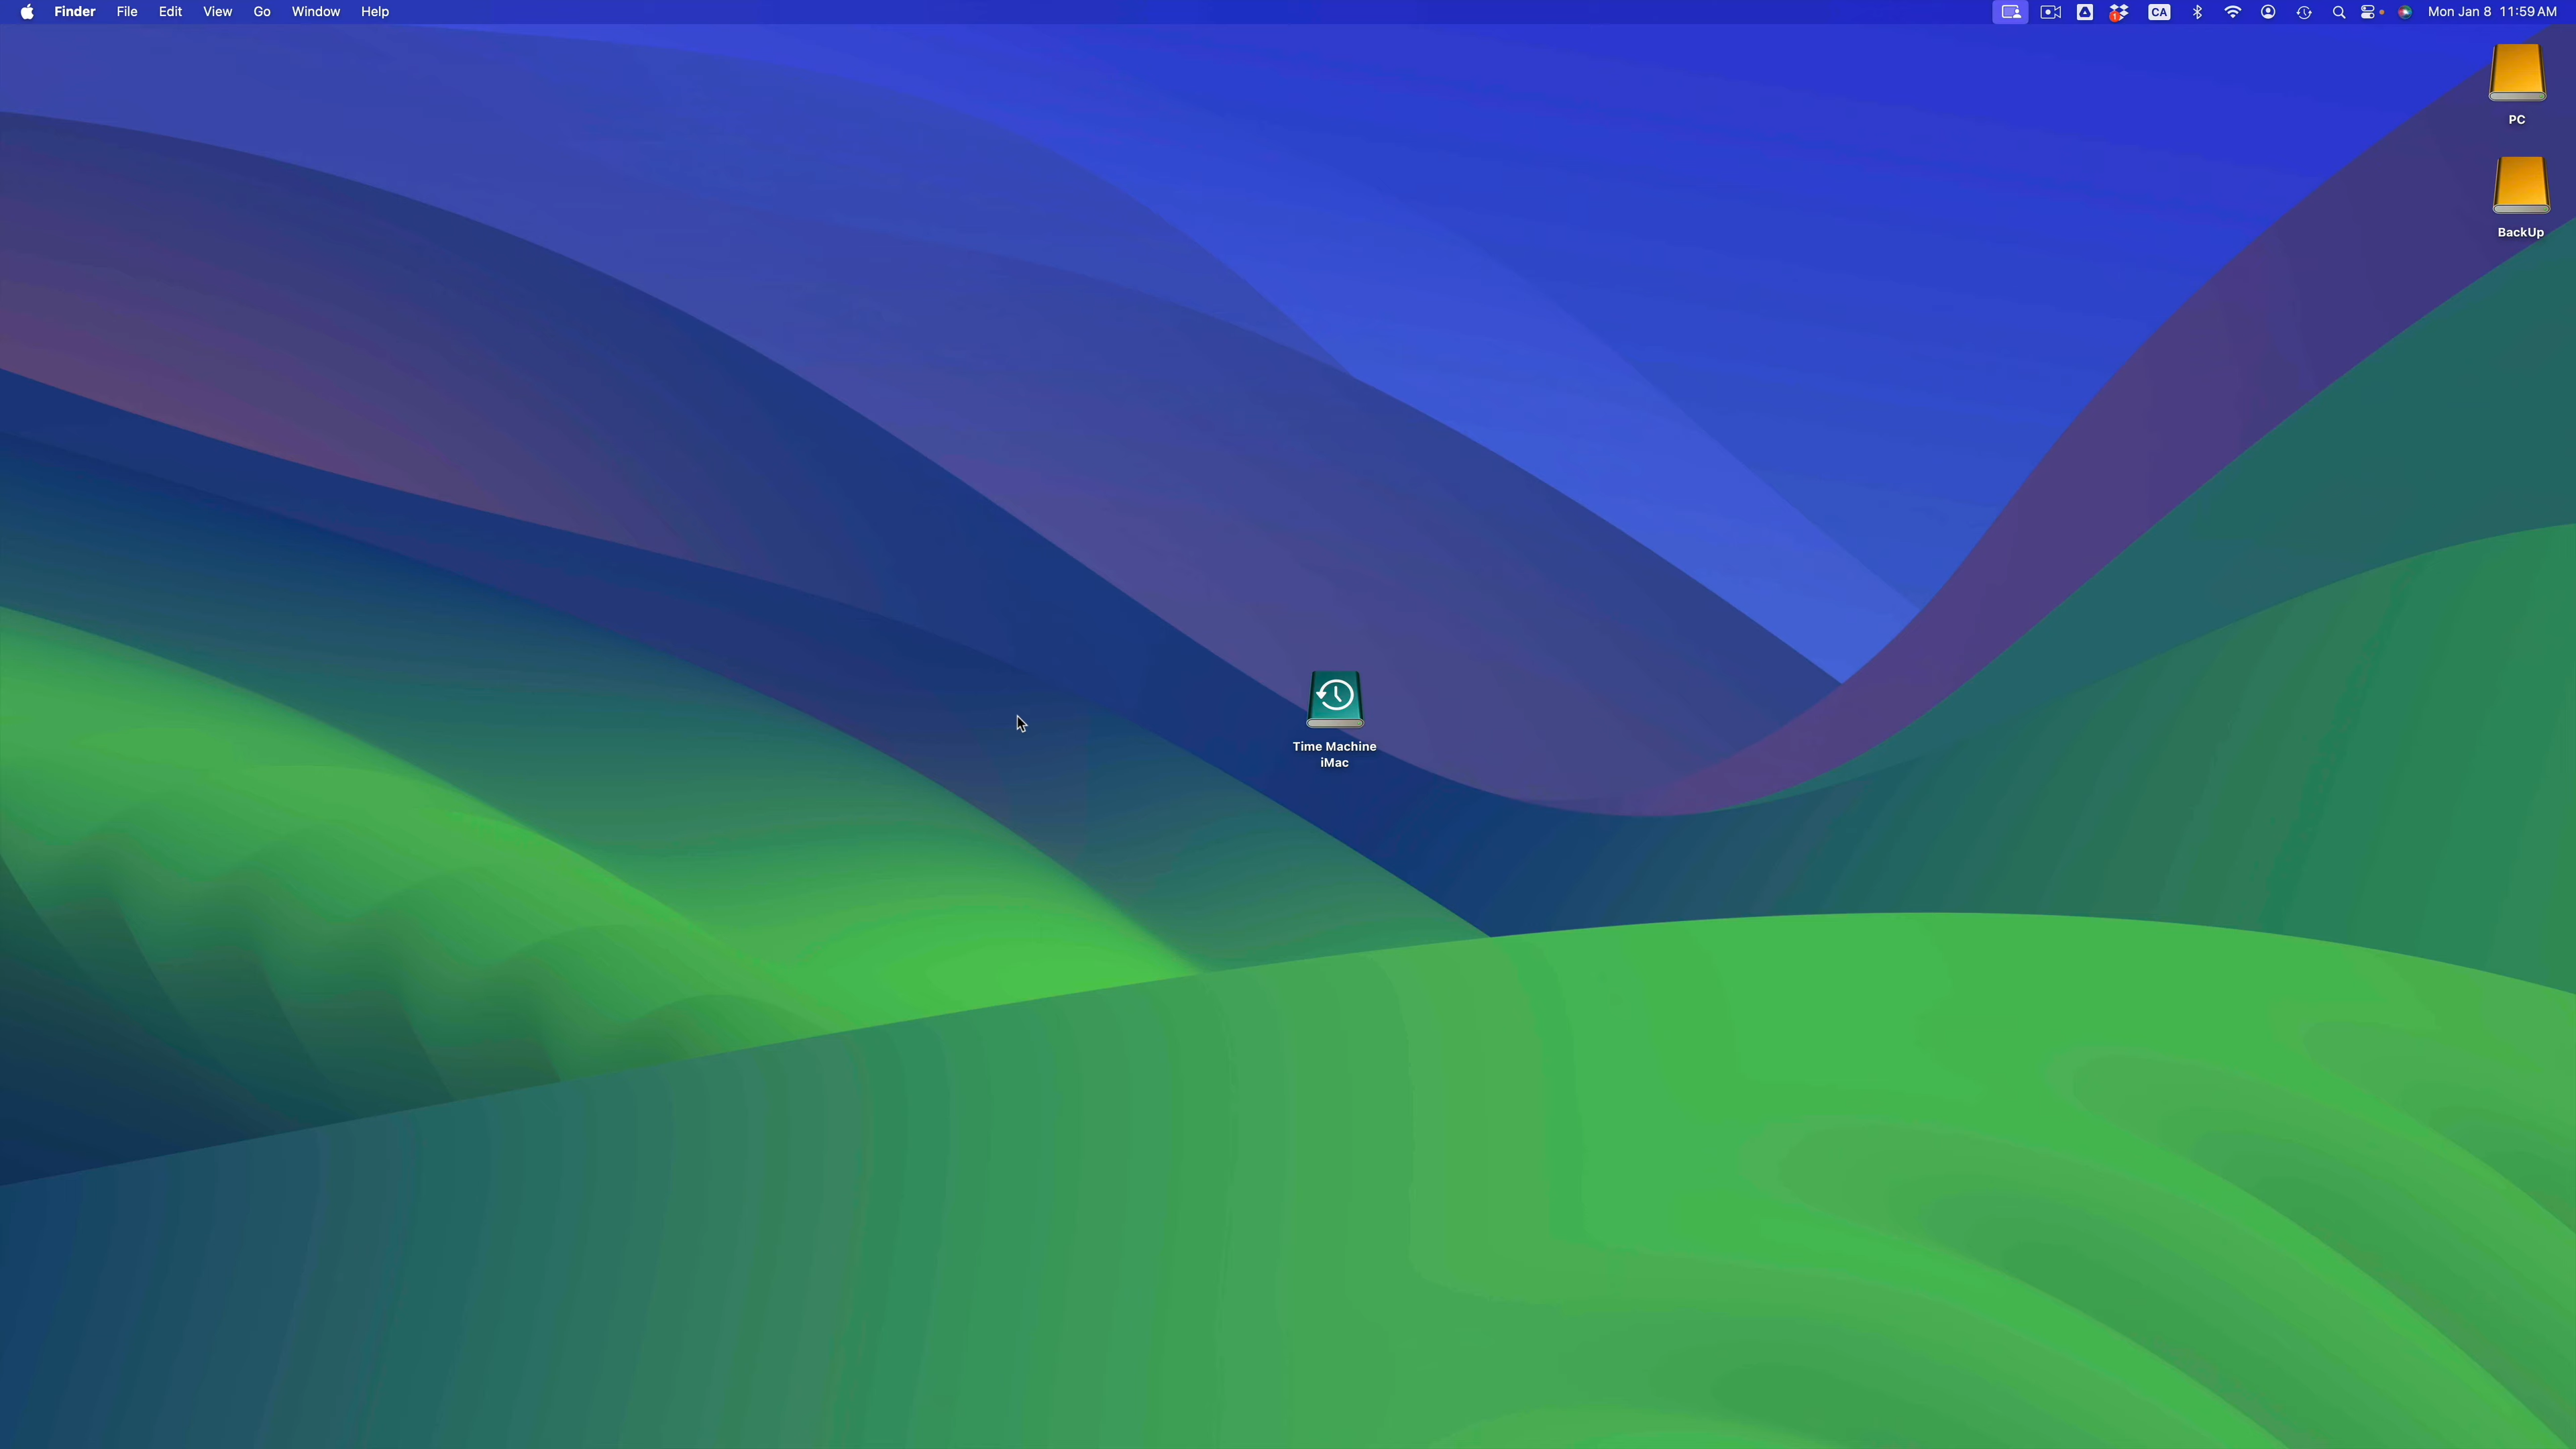 Finder File Edit View Go Window Help 1 CA Mon Jan 8 11:59 AM
PC
BackUp
Time Machine
iMac